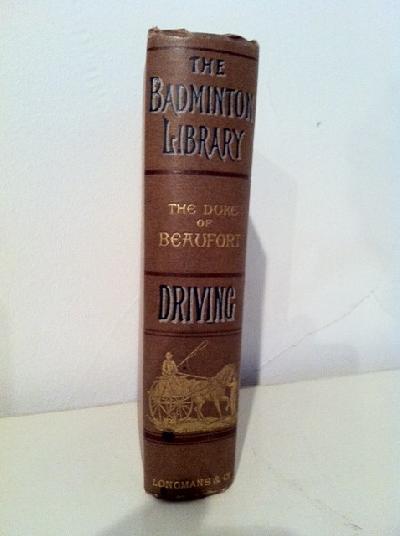 THE
BADMINTON
LIBRARY
THE DUKE
OF
BEAUFORT
DRIVING
LONGMANS & Co